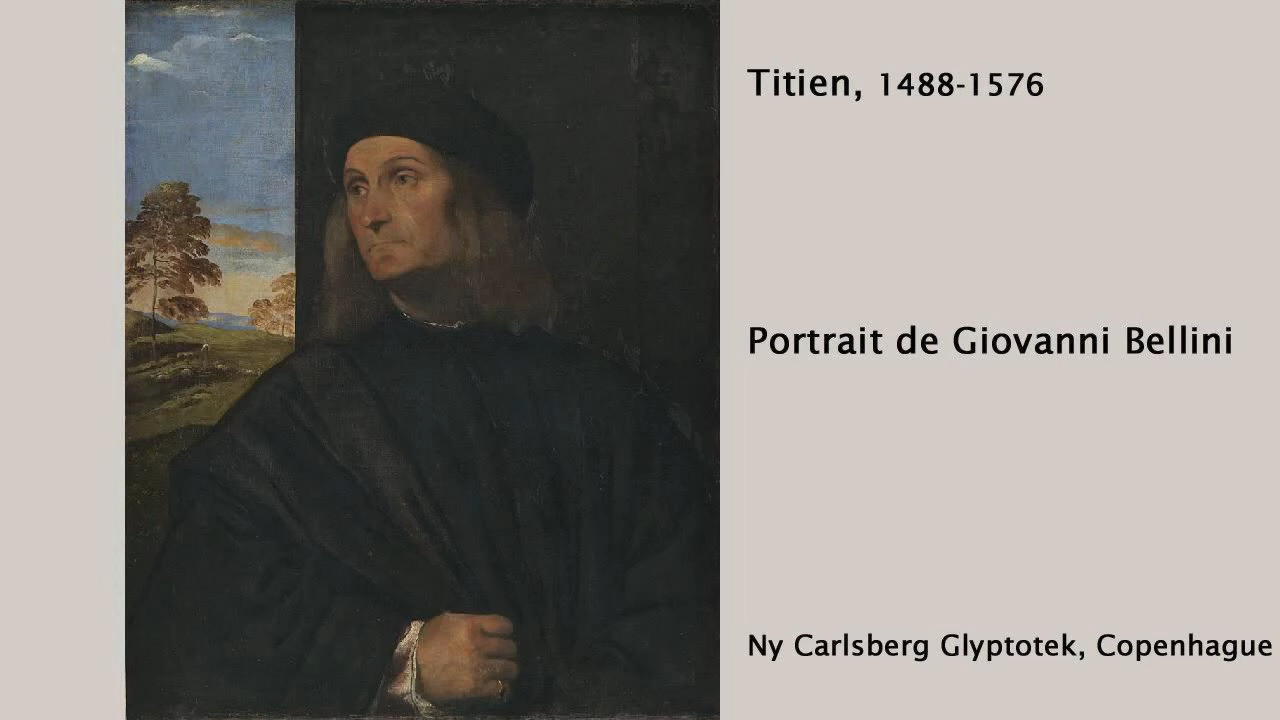 Titien, 1488-1576
Portrait de Giovanni Bellini
Ny Carlsberg Glyptotek, Copenhague